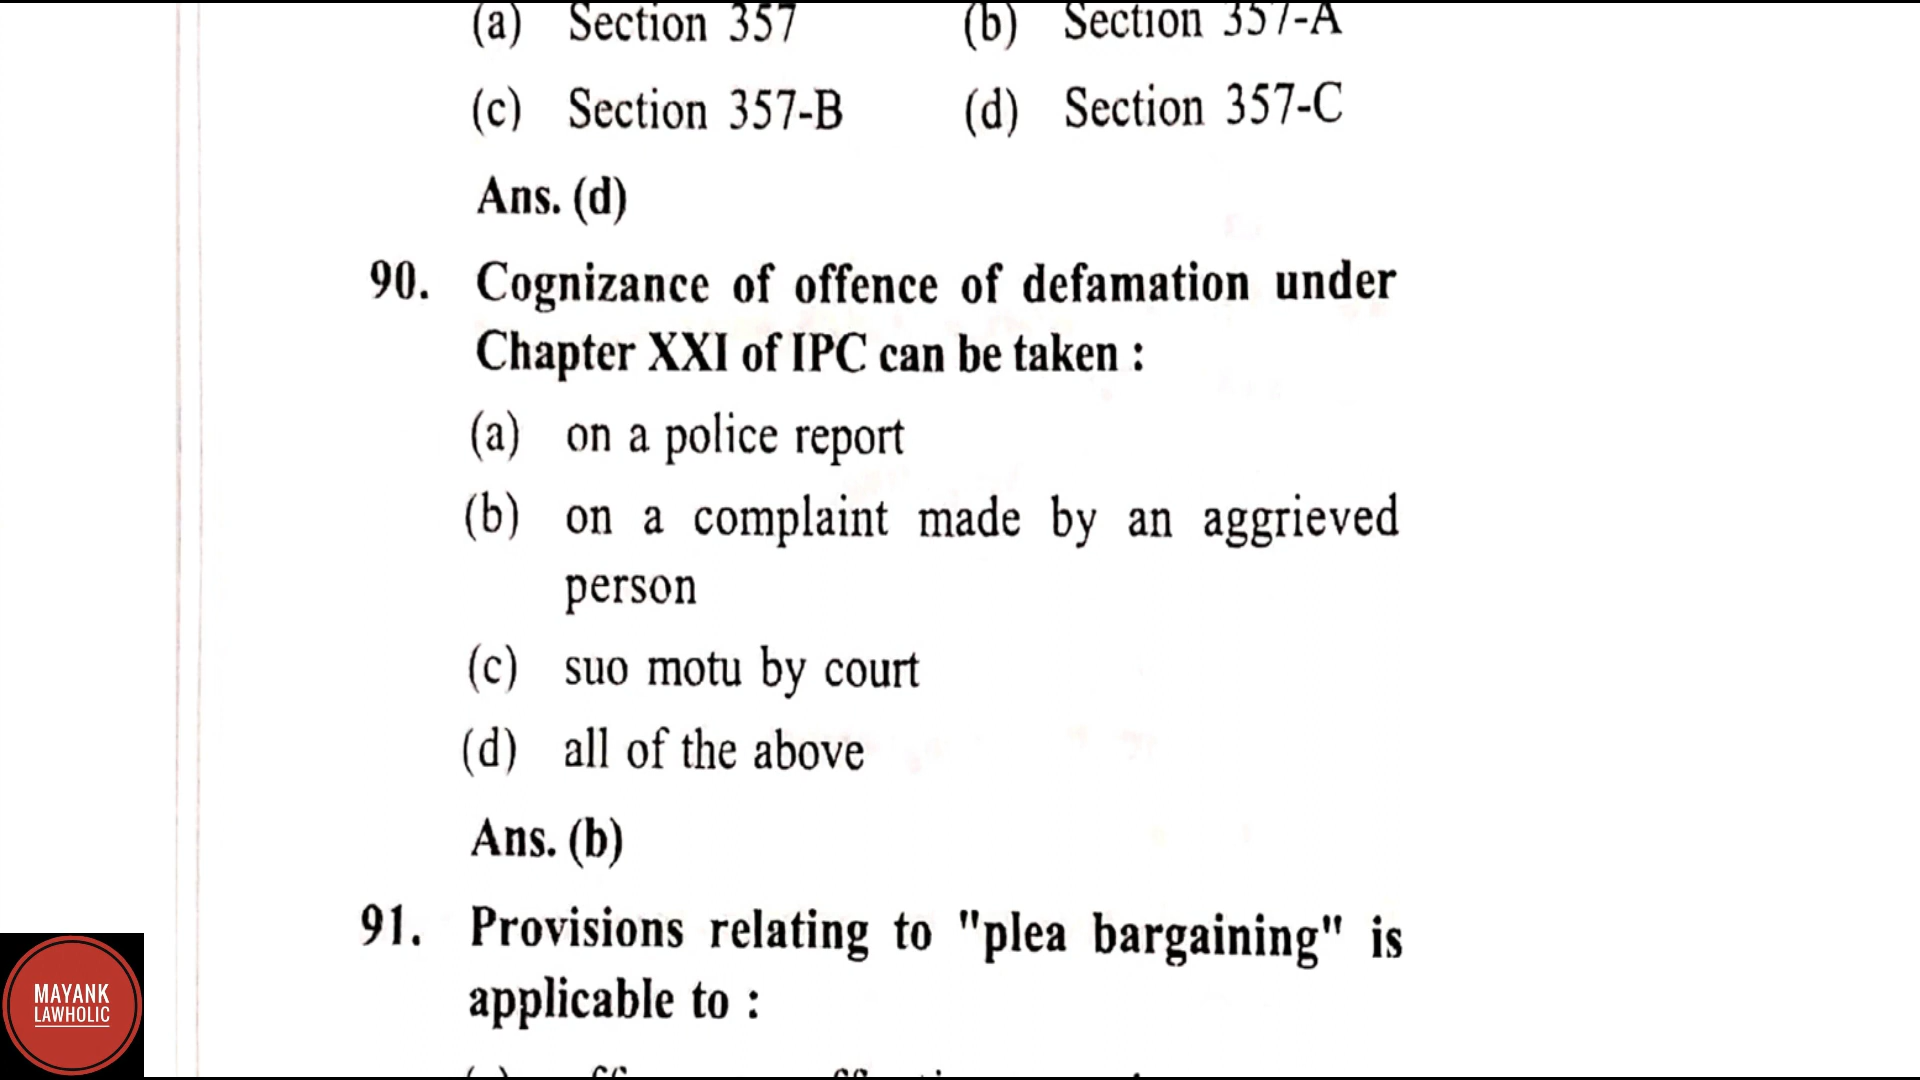 (a) Section 357 (b) Section 357-A
(c) Section 357-B (d) Section 357-C
Ans. (d)
90. Cognizance of offence of defamation under
Chapter XXI of IPC can be taken :
(a) on a police report
(b) on a complaint made by an aggrieved
person
(c) suo motu by court
(d) all of the above
Ans. (b)
91. Provisions relating to "plea bargaining" is
applicable to :
MAYANK
LAWHOLIC